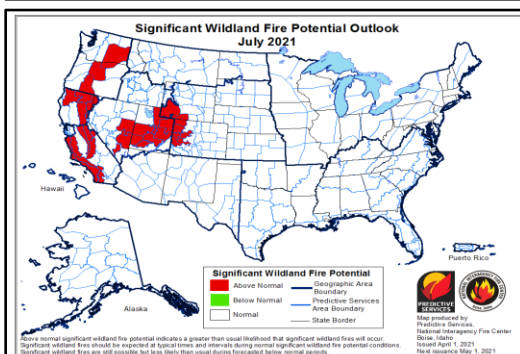 Significant Wildland Fire Potential Outlook
July 2021
Hawaii
Alaska
Puerto Rico
Significant Wildland Fire Potential
Above Normal
Below Normal
Normal
Geographic Area
Boundary
Predictive Services
Area Boundary
State Border
PREDICTIVE
SERVICES
Map produced by
Predictive Services,
National Interagency Fire Center
Boise, Idaho
Issued April 1, 2021
Next issuance May 1, 2021
Above normal significant wildland fire potential indicates a greater than usual likelihood that significant wildland fires will occur.
Significant wildland fires should be expected at typical times and intervals during normal significant wildland fire potential conditions.
Significant wildland fires are still possible but less likely than usual during forecasted below normal periods.